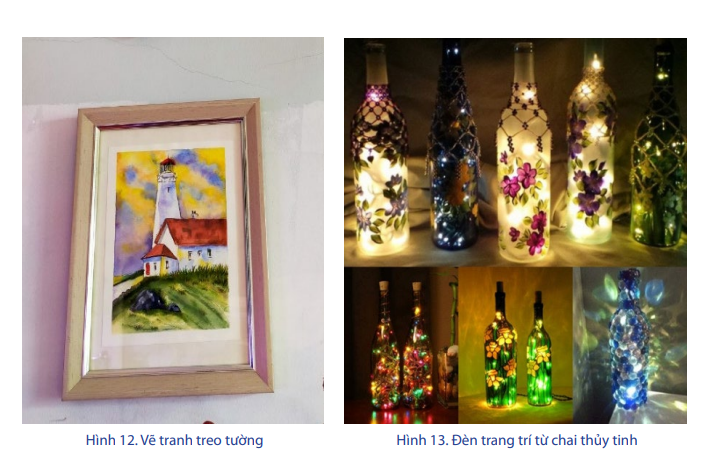 Hình 12. Vẽ tranh treo tường
Hình 13. Đèn trang trí từ chai thủy tinh